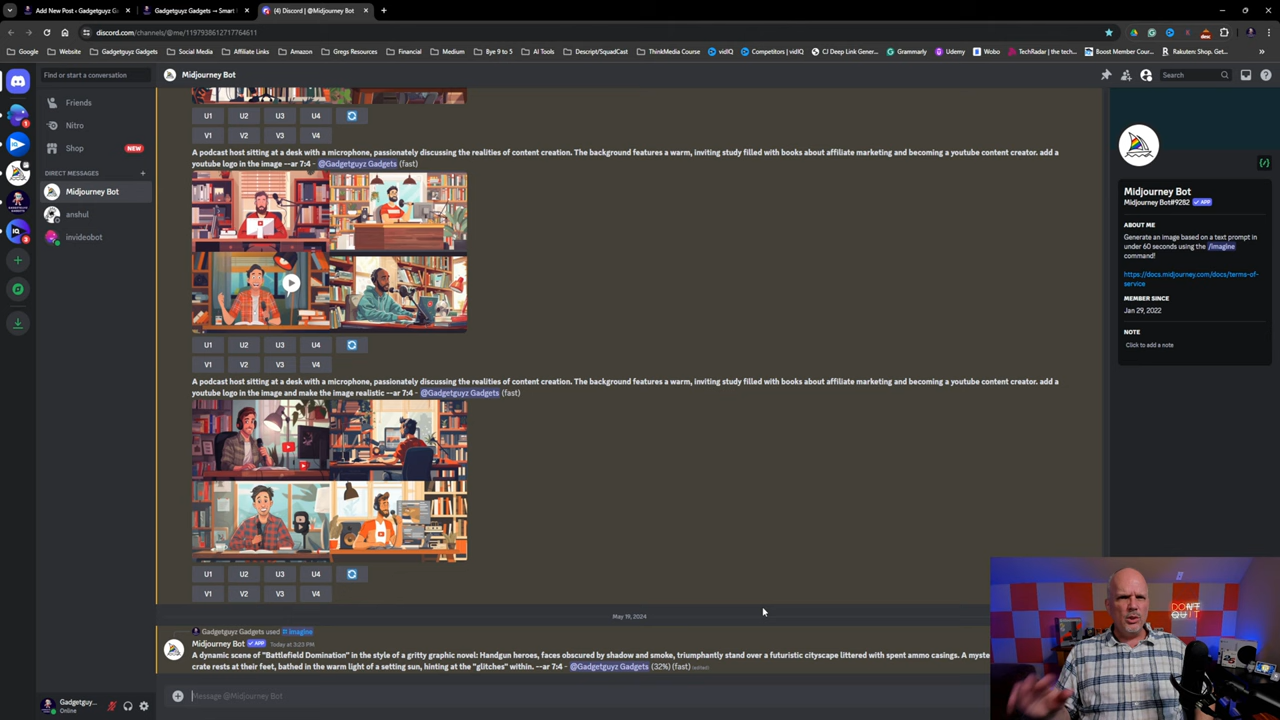 Add New Post ‹ Gadgetguyz G
Gadgetguyz Gadgets → Smart
(4) Discord | @Midjourney Bot
discord.com/channels/@me/1197938612717764611
Google
Website
Gadgetguyz Gadgets
Social Media
Affiliate Links
Amazon
Gregs Resources
Financial
Medium
Bye 9 to 5
AI Tools
Descript/SquadCast
ThinkMedia Course
vidIQ
Competitors | vidIQ
CJ Deep Link Gener...
Grammarly
Udemy
Wobo
TechRadar | the tech...
Boost Member Cour...
Rakuten: Shop. Get...
Find or start a conversation
Midjourney Bot
Search
Friends
Nitro
Shop
NEW
DIRECT MESSAGES
Midjourney Bot
anshul
invideobot
U1 U2 U3 U4
V1 V2 V3 V4
A podcast host sitting at a desk with a microphone, passionately discussing the realities of content creation. The background features a warm, inviting study filled with books about affiliate marketing and becoming a youtube content creator. add a
youtube logo in the image --ar 7:4 - @Gadgetguyz Gadgets (fast)
U1 U2 U3 U4
V1 V2 V3 V4
A podcast host sitting at a desk with a microphone, passionately discussing the realities of content creation. The background features a warm, inviting study filled with books about affiliate marketing and becoming a youtube content creator. add a
youtube logo in the image and make the image realistic --ar 7:4 - @Gadgetguyz Gadgets (fast)
U1 U2 U3 U4
V1 V2 V3 V4
May 19, 2024
Gadgetguyz Gadgets used imagine
Midjourney Bot APP Today at 3:23 PM
A dynamic scene of "Battlefield Domination" in the style of a gritty graphic novel: Handgun heroes, faces obscured by shadow and smoke, triumphantly stand over a futuristic cityscape littered with spent ammo casings. A myste
crate rests at their feet, bathed in the warm light of a setting sun, hinting at the "glitches" within. --ar 7:4 - @Gadgetguyz Gadgets (32%) (fast) (edited)
Message @Midjourney Bot
Gadgetguy...
Online
Midjourney Bot
Midjourney Bot#9282 APP
ABOUT ME
Generate an image based on a text prompt in
under 60 seconds using the /imagine
command!
https://docs.midjourney.com/docs/terms-of-
service
MEMBER SINCE
Jan 29, 2022
NOTE
Click to add a note
DON'T
QUIT